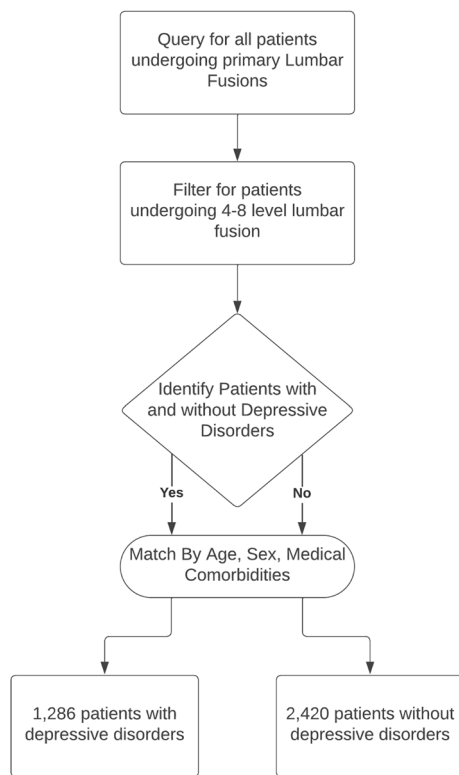 Query for all patients
undergoing primary Lumbar
Fusions
Filter for patients
undergoing 4-8 level lumbar
fusion
Identify Patients with
and without Depressive
Disorders
Yes
No
Match By Age, Sex, Medical
Comorbidities
1,286 patients with
depressive disorders
2,420 patients without
depressive disorders